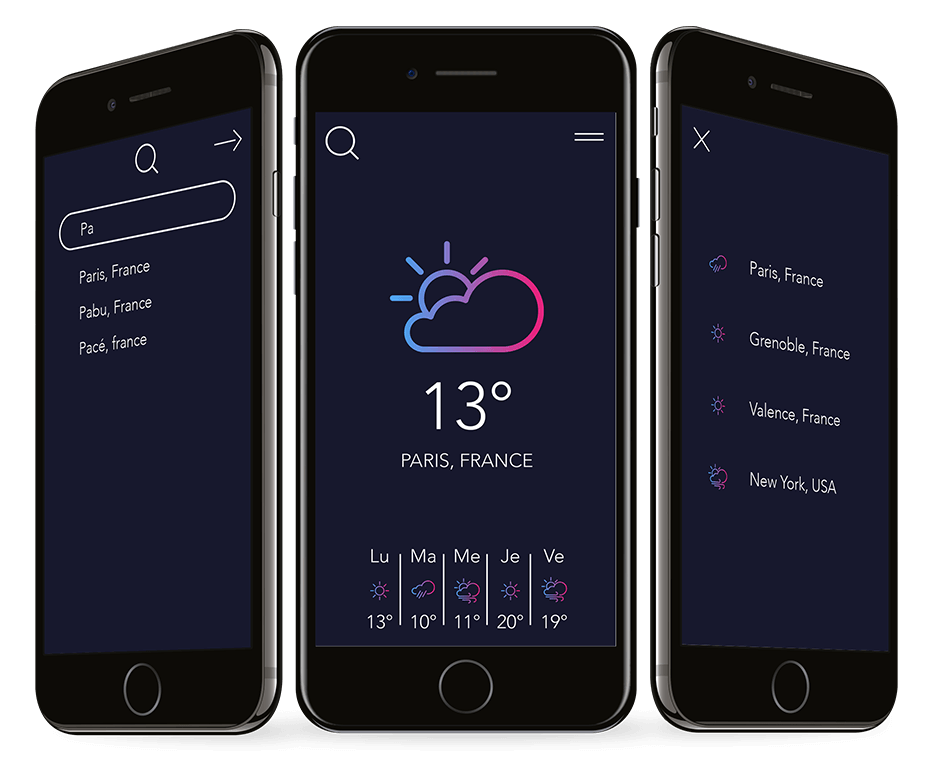 Pa
Paris, France
Pabu, France
Pacé, france
13°
PARIS, FRANCE
Lu Ma Me Je Ve
13° 10° 11° 20° 19°
Paris, France
Grenoble, France
Valence, France
New York, USA